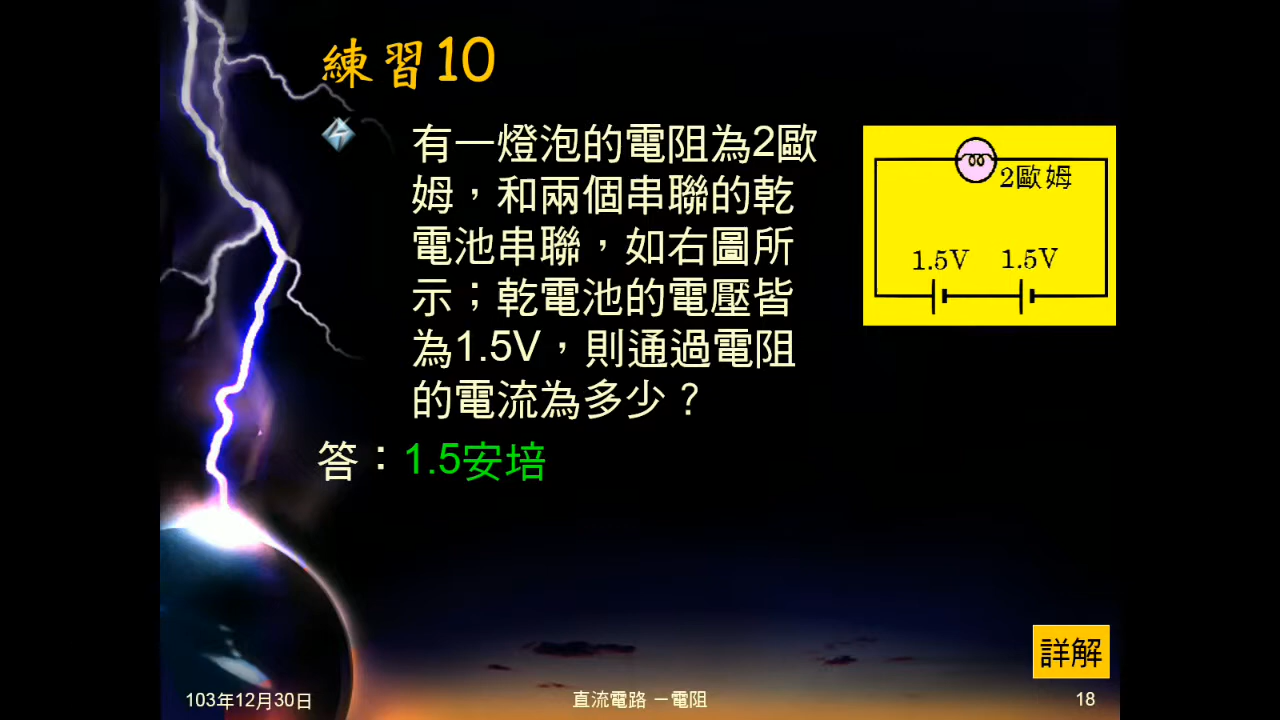 練習10
有一燈泡的電阻為2歐
姆，和兩個串聯的乾
電池串聯，如右圖所
示；乾電池的電壓皆
為1.5V，則通過電阻
的電流為多少？
2歐姆
1.5V 1.5V
答：1.5安培
詳解
103年12月30日
直流電路 －電阻
18